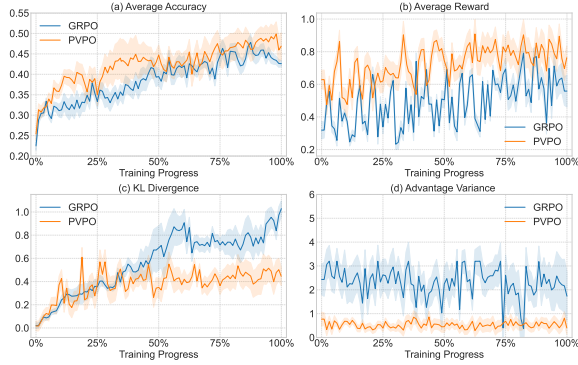 (a) Average Accuracy
GRPO
PVPO
0.55
0.50
0.45
0.40
0.35
0.30
0.25
0.20
0% 25% 50% 75% 100%
Training Progress
(b) Average Reward
1.0
0.8
0.6
0.4
0.2
GRPO
PVPO
0% 25% 50% 75% 100%
Training Progress
(c) KL Divergence
GRPO
PVPO
1.0
0.8
0.6
0.4
0.2
0.0
0% 25% 50% 75% 100%
Training Progress
(d) Advantage Variance
GRPO
PVPO
6
5
4
3
2
1
0
0% 25% 50% 75% 100%
Training Progress